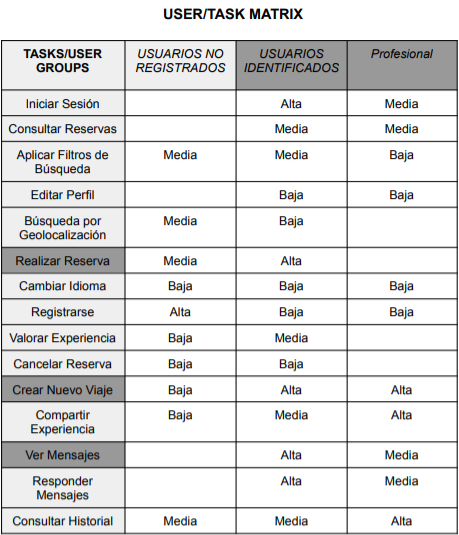 USER/TASK MATRIX
TASKS/USER GROUPS USUARIOS NO REGISTRADOS USUARIOS IDENTIFICADOS Profesional
Iniciar Sesión Alta Media
Consultar Reservas Media Media
Aplicar Filtros de Búsqueda Media Media Baja
Editar Perfil Baja Baja
Búsqueda por Geolocalización Media Baja
Realizar Reserva Media Alta
Cambiar Idioma Baja Baja Baja
Registrarse Alta Baja Baja
Valorar Experiencia Baja Media
Cancelar Reserva Baja Baja
Crear Nuevo Viaje Baja Alta Alta
Compartir Experiencia Baja Media Alta
Ver Mensajes Alta Media
Responder Mensajes Alta Media
Consultar Historial Media Media Alta